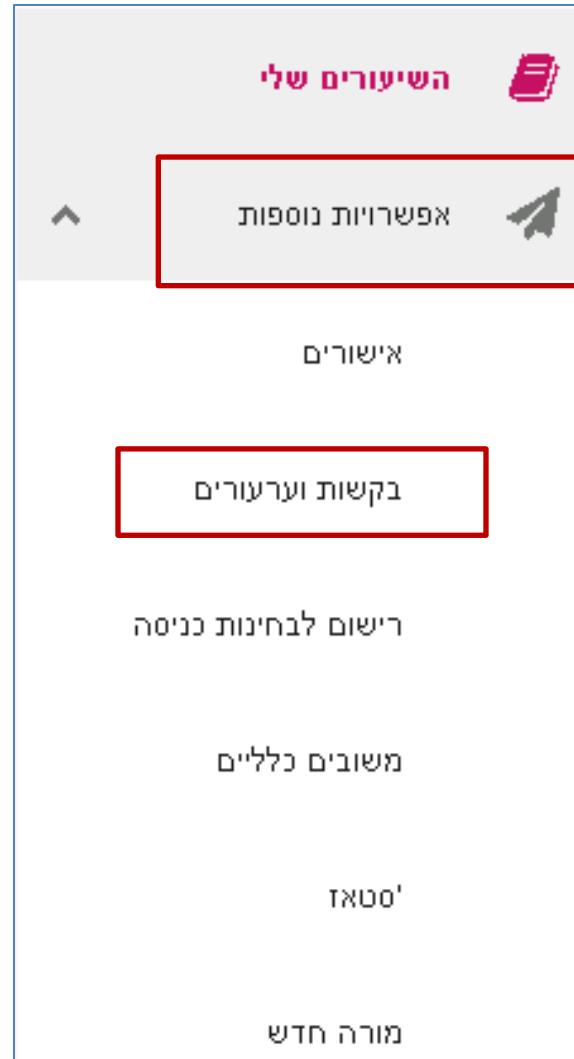 השיעורים שלי
אפשרויות נוספות
אישורים
בקשות וערעורים
רישום לבחינות כניסה
משובים כלליים
'סטאז
מורה חדש